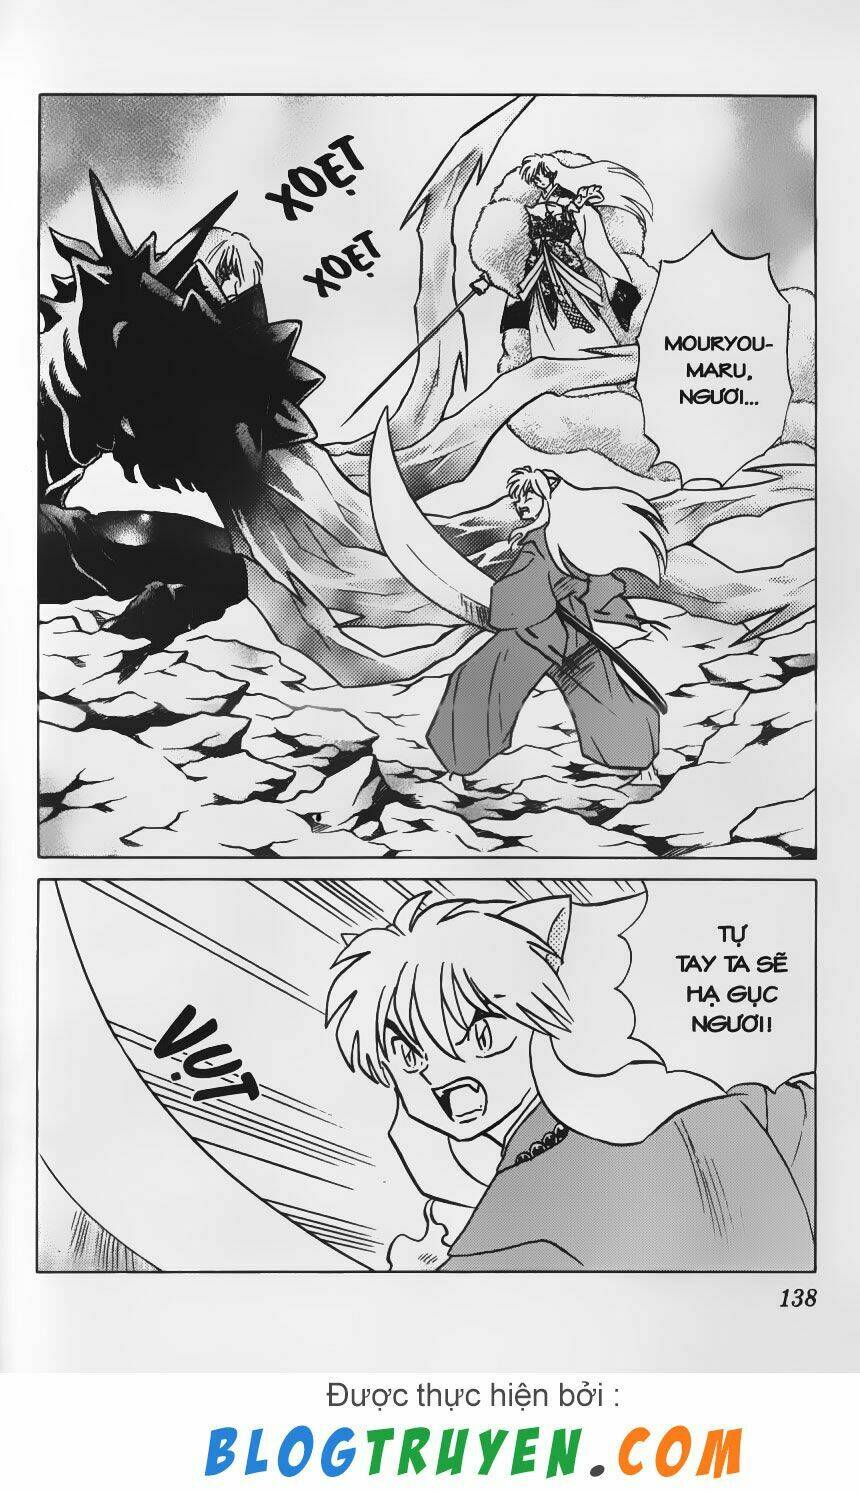 XOẸT
XOẸT
MOURYOU-
MARU,
NGƯƠI...
TỰ
TAY TA SẼ
HẠ GỤC
NGƯƠI!
VỤT
138
Được thực hiện bởi :
BLOGTRUYEN.COM